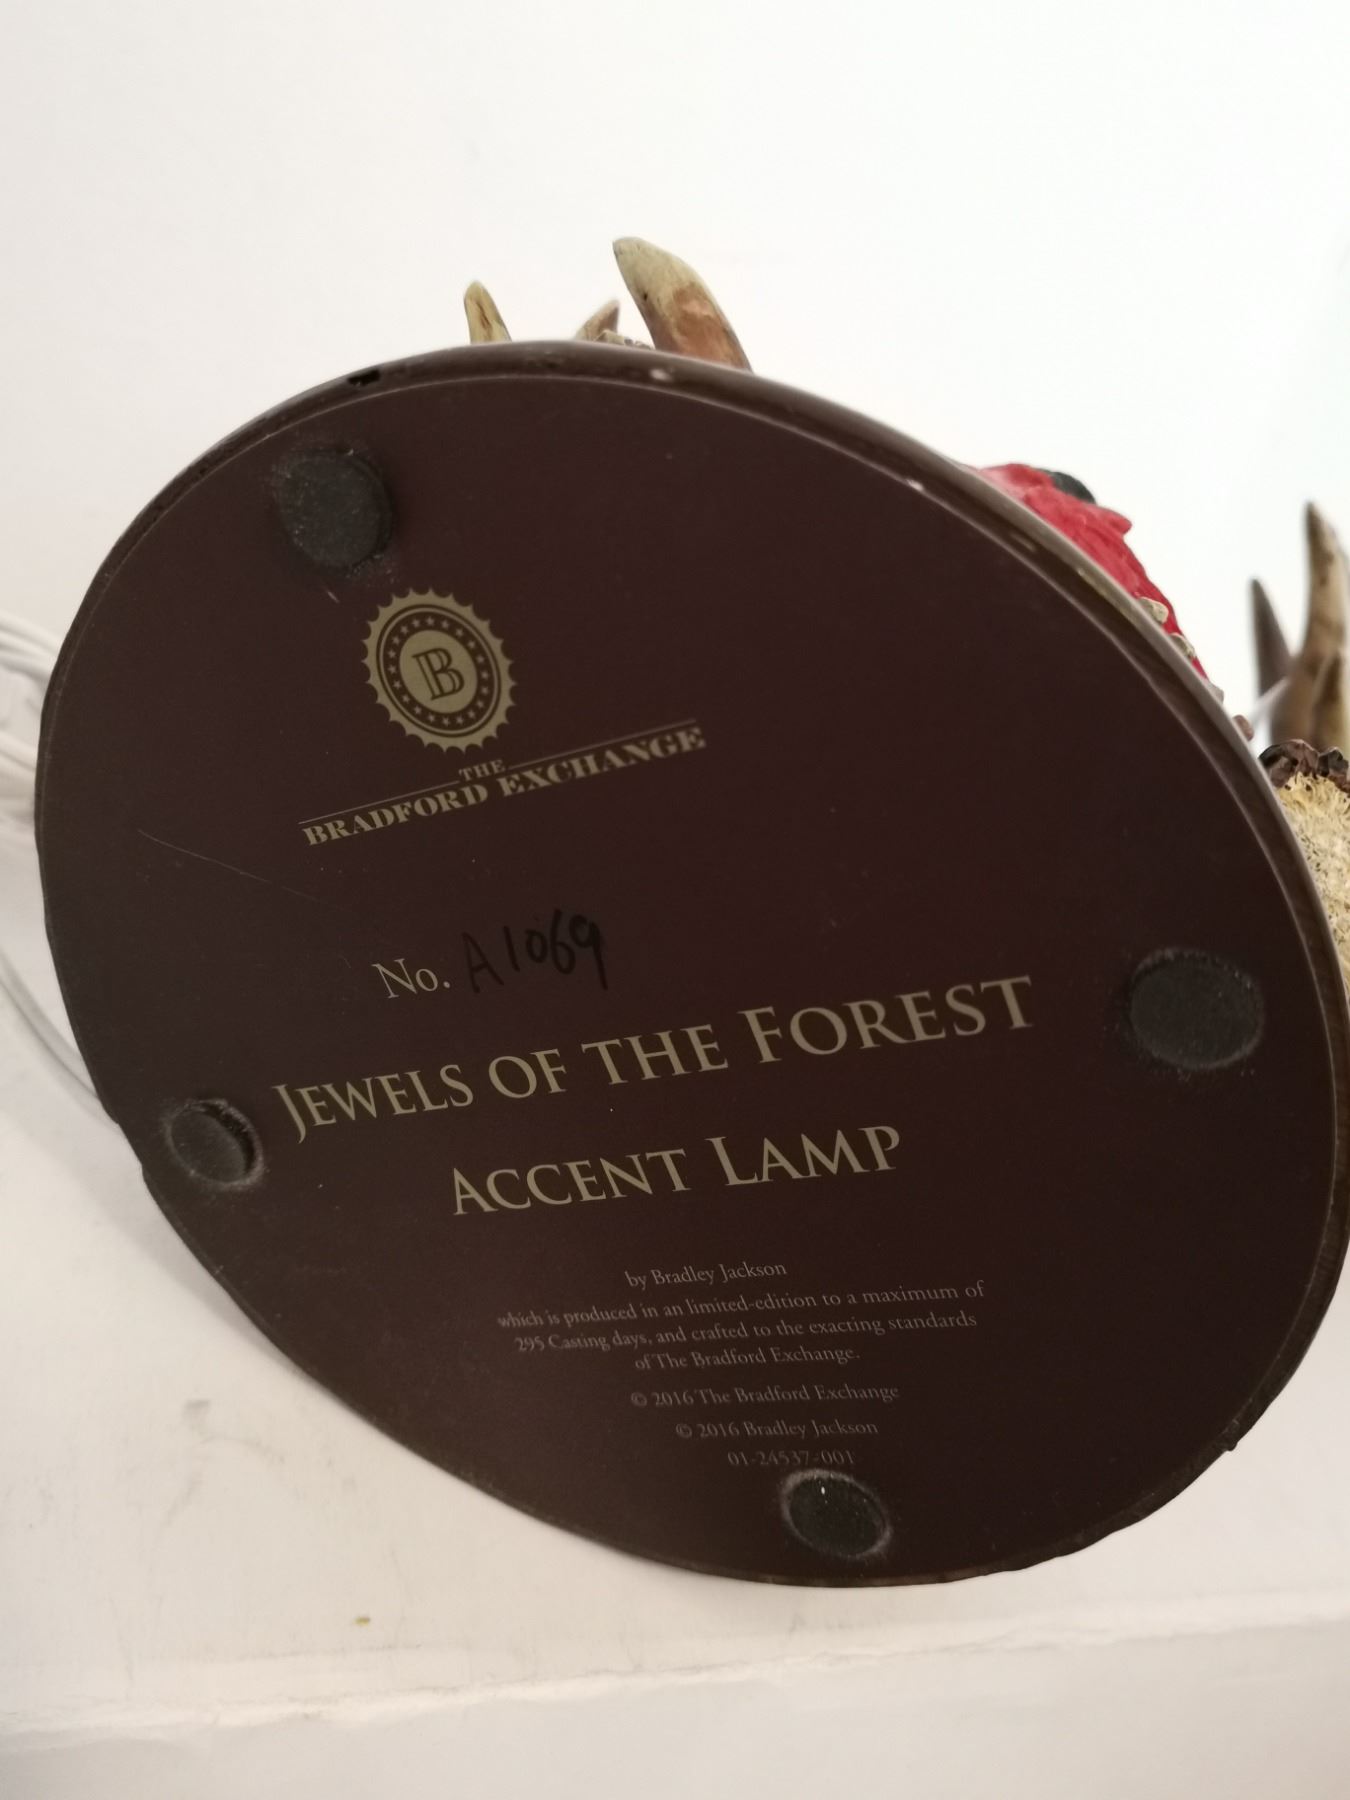 B
THE
BRADFORD EXCHANGE
No. A1069
JEWELS OF THE FOREST
ACCENT LAMP
by Bradley Jackson
which is produced in an limited-edition to a maximum of
295 Casting days, and crafted to the exacting standards
of The Bradford Exchange.
© 2016 The Bradford Exchange
© 2016 Bradley Jackson
01-24537-001